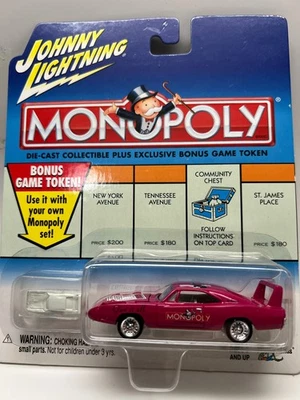 JOHNNY
LIGHTNING
MONOPOLY
DIE-CAST COLLECTIBLE PLUS EXCLUSIVE BONUS GAME TOKEN
BONUS
GAME TOKEN!
Use it with
your own
Monopoly
set!
NEW YORK
AVENUE
PRICE $200
TENNESSEE
AVENUE
PRICE $180
COMMUNITY
CHEST
FOLLOW
INSTRUCTIONS
ON TOP CARD
ST. JAMES
PLACE
PRICE $180
MONOPOLY
WARNING: CHOKING
small parts. Not for children under 3 yrs.
AND UP